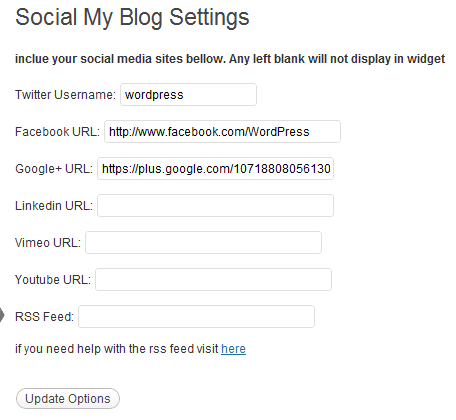 Social My Blog Settings
inclue your social media sites bellow. Any left blank will not display in widget
Twitter Username: wordpress
Facebook URL: http://www.facebook.com/WordPress
Google+ URL: https://plus.google.com/10718808056130
Linkedin URL:
Vimeo URL:
Youtube URL:
RSS Feed:
if you need help with the rss feed visit here
Update Options